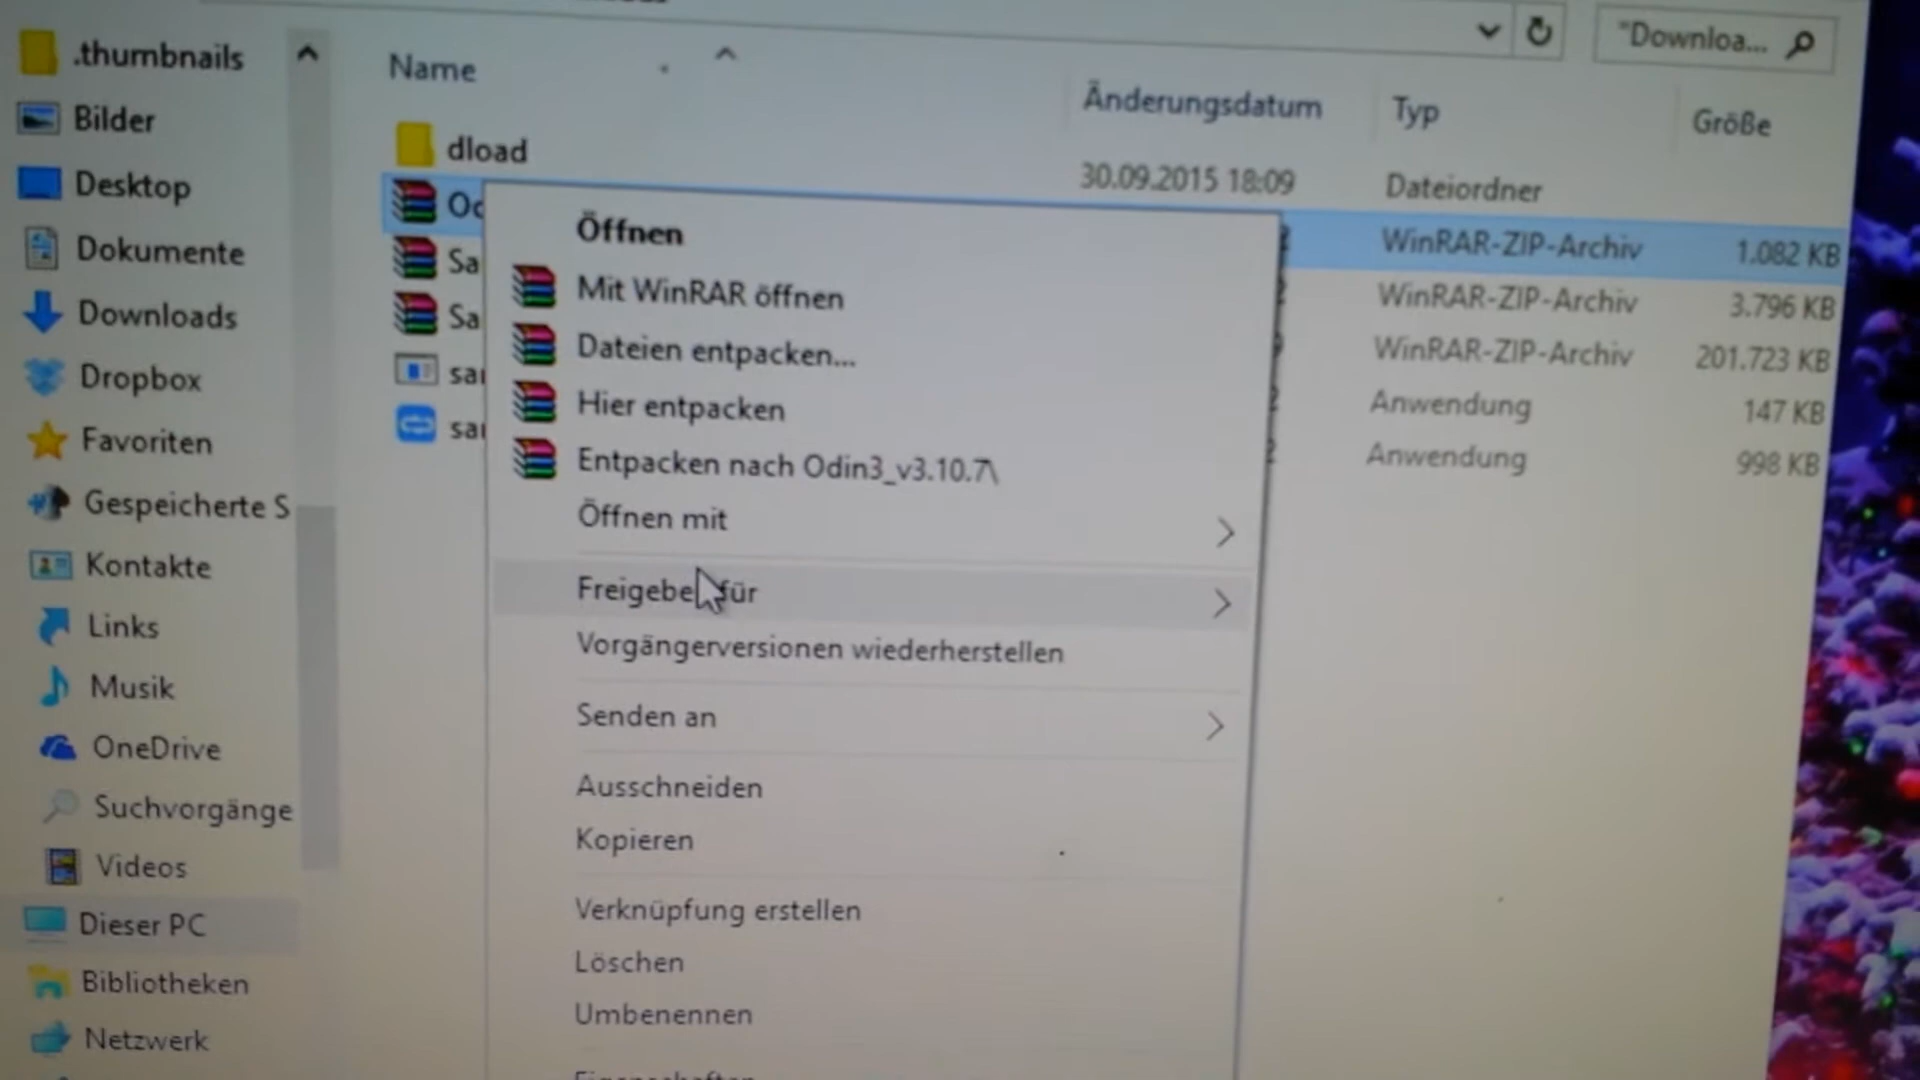 "Downloa...
.thumbnails
Bilder
Desktop
Dokumente
Downloads
Dropbox
Favoriten
Gespeicherte S
Kontakte
Links
Musik
OneDrive
Suchvorgänge
Videos
Dieser PC
Bibliotheken
Netzwerk
Name Änderungsdatum Typ Größe
dload 30.09.2015 18:09 Dateiordner
WinRAR-ZIP-Archiv 1.082 KB
Sa WinRAR-ZIP-Archiv 3.796 KB
Sa WinRAR-ZIP-Archiv 201.723 KB
Anwendung 147 KB
Anwendung 998 KB
Öffnen
Mit WinRAR öffnen
Dateien entpacken...
Hier entpacken
Entpacken nach Odin3_v3.10.7\
Öffnen mit
Freigeben für
Vorgängerversionen wiederherstellen
Senden an
Ausschneiden
Kopieren
Verknüpfung erstellen
Löschen
Umbenennen